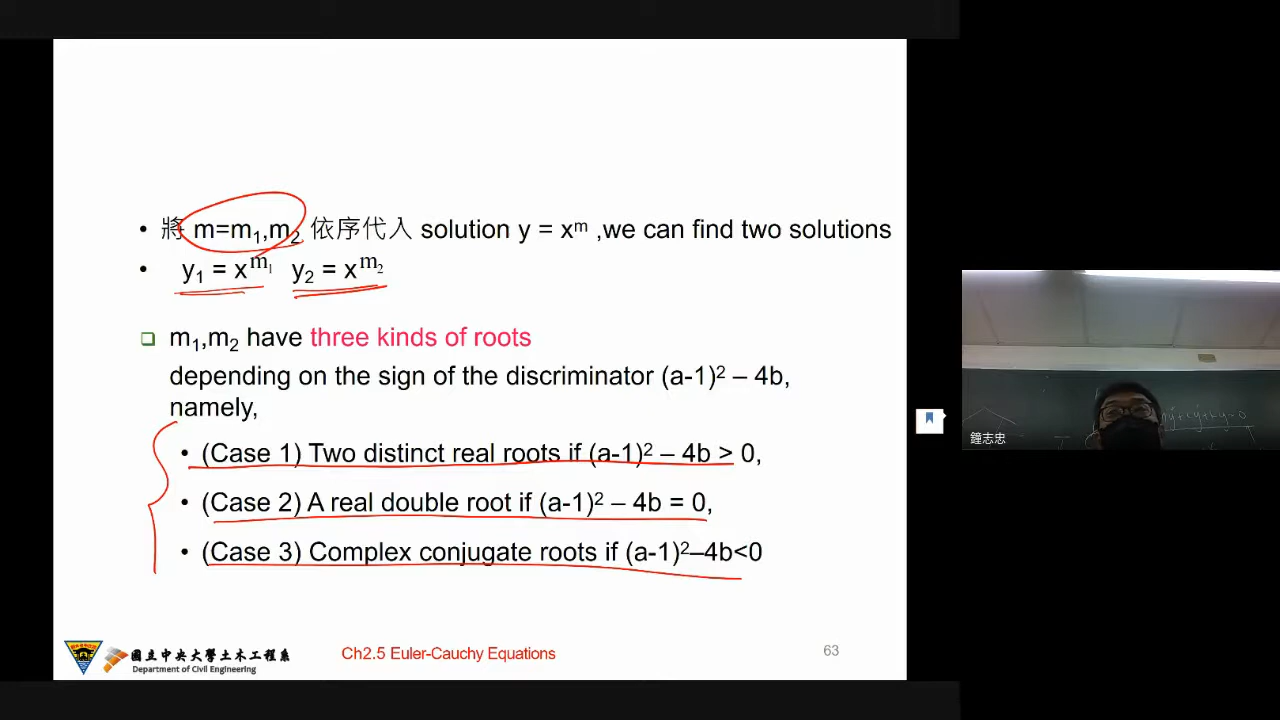 • 將 m=m₁,m₂ 依序代入 solution y = xᵐ ,we can find two solutions
• y₁ = x^m₁ y₂ = x^m₂
❑ m₁,m₂ have three kinds of roots
depending on the sign of the discriminator (a-1)² – 4b,
namely,
• (Case 1) Two distinct real roots if (a-1)² – 4b > 0,
• (Case 2) A real double root if (a-1)² – 4b = 0,
• (Case 3) Complex conjugate roots if (a-1)²–4b<0
國立中央大學土木工程系
Department of Civil Engineering
Ch2.5 Euler-Cauchy Equations
63
鐘志忠